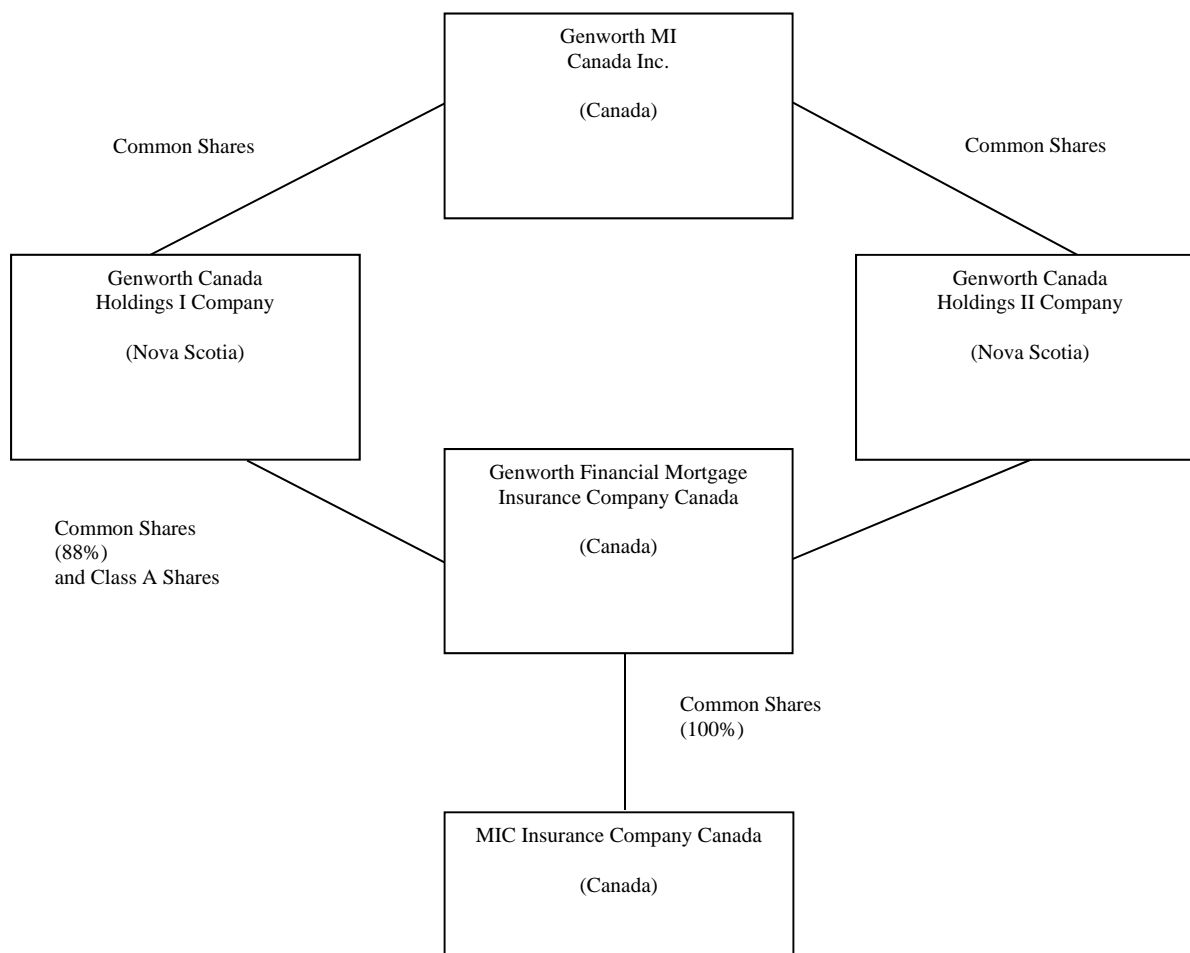 Genworth MI
Canada Inc.
(Canada)
Common Shares
Common Shares
Genworth Canada
Holdings I Company
(Nova Scotia)
Genworth Canada
Holdings II Company
(Nova Scotia)
Genworth Financial Mortgage
Insurance Company Canada
(Canada)
Common Shares
(88%)
and Class A Shares
Common Shares
(100%)
MIC Insurance Company Canada
(Canada)